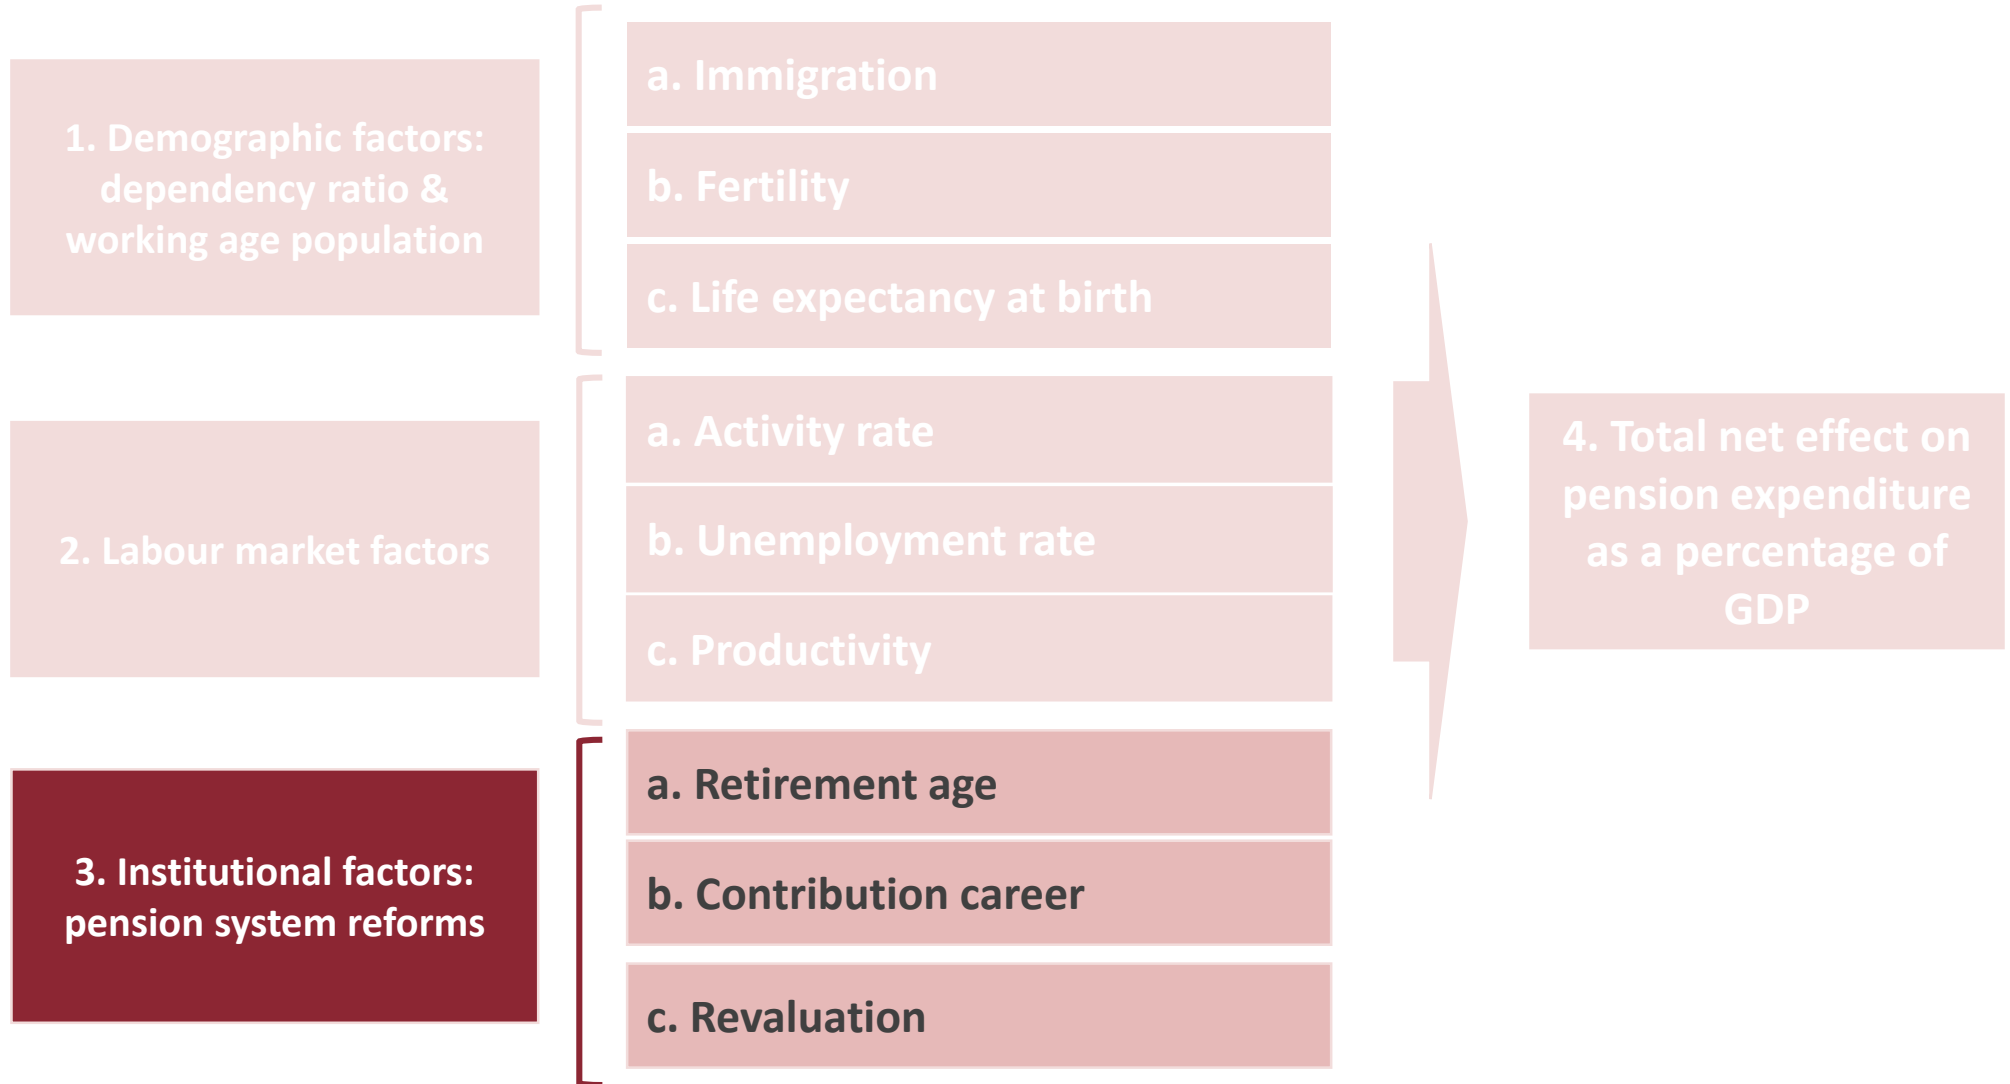 1. Demographic factors:
dependency ratio &
working age population
a. Immigration
b. Fertility
c. Life expectancy at birth
2. Labour market factors
a. Activity rate
b. Unemployment rate
c. Productivity
3. Institutional factors:
pension system reforms
a. Retirement age
b. Contribution career
c. Revaluation
4. Total net effect on
pension expenditure
as a percentage of
GDP